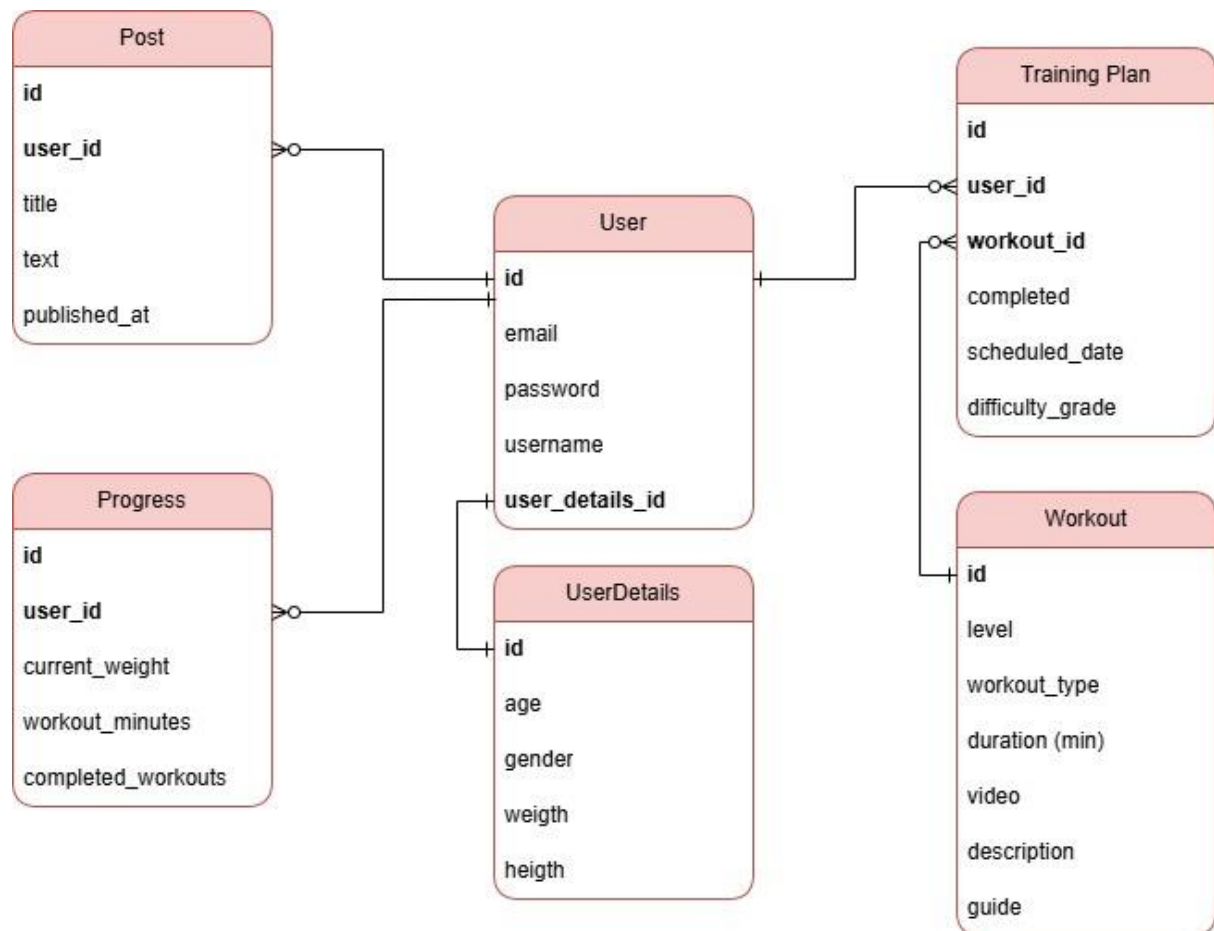 Post
id
user_id
title
text
published_at
Progress
id
user_id
current_weight
workout_minutes
completed_workouts
User
id
email
password
username
user_details_id
UserDetails
id
age
gender
weigth
heigth
Training Plan
id
user_id
workout_id
completed
scheduled_date
difficulty_grade
Workout
id
level
workout_type
duration (min)
video
description
guide